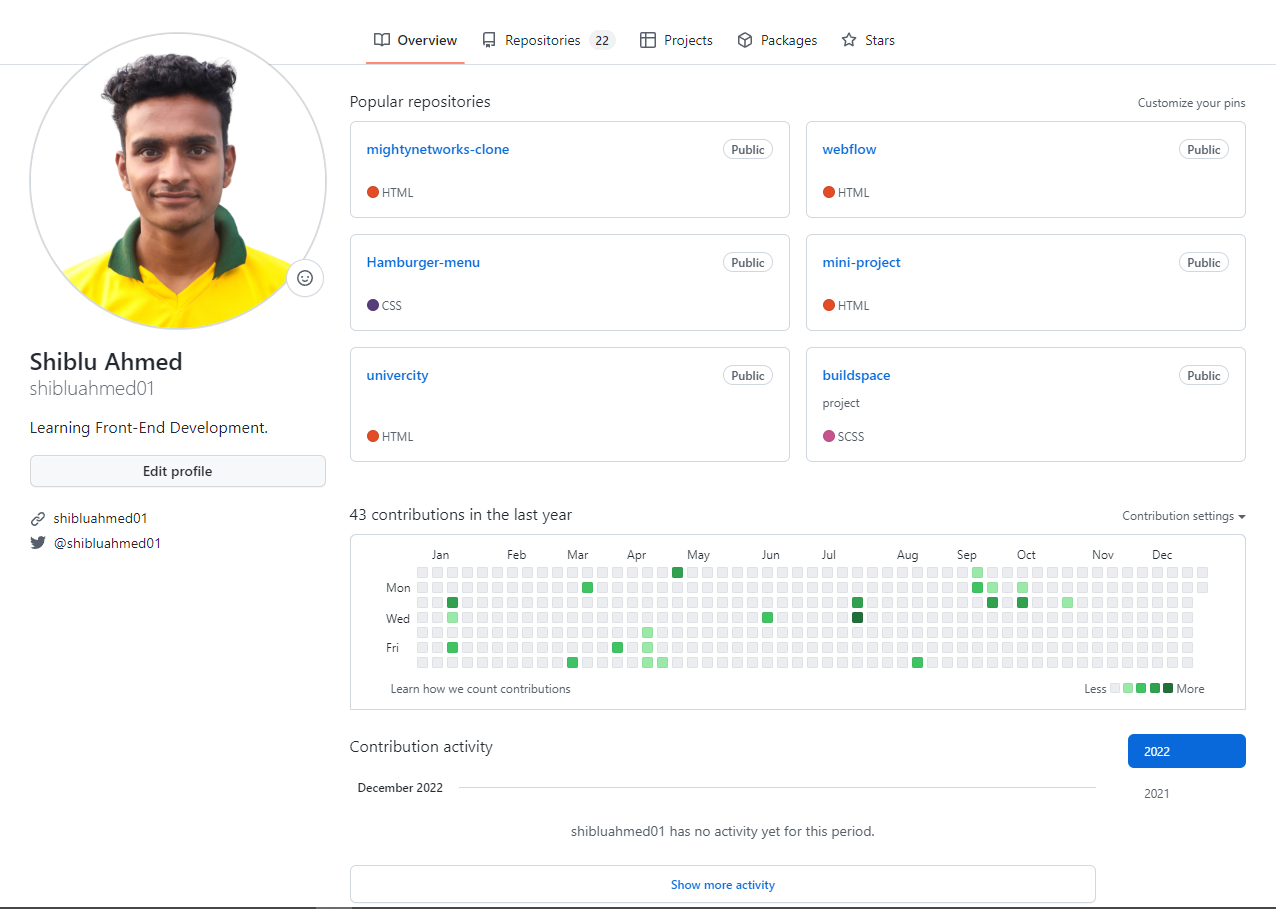 Overview Repositories 22 Projects Packages Stars
Popular repositories Customize your pins
mightynetworks-clone Public
HTML
webflow Public
HTML
Hamburger-menu Public
CSS
mini-project Public
HTML
univercity Public
HTML
buildspace Public
project
SCSS
Shiblu Ahmed
shibluahmed01
Learning Front-End Development.
Edit profile
shibluahmed01
@shibluahmed01
43 contributions in the last year Contribution settings
Jan Feb Mar Apr May Jun Jul Aug Sep Oct Nov Dec
Mon
Wed
Fri
Learn how we count contributions Less More
Contribution activity
2022
2021
December 2022
shibluahmed01 has no activity yet for this period.
Show more activity